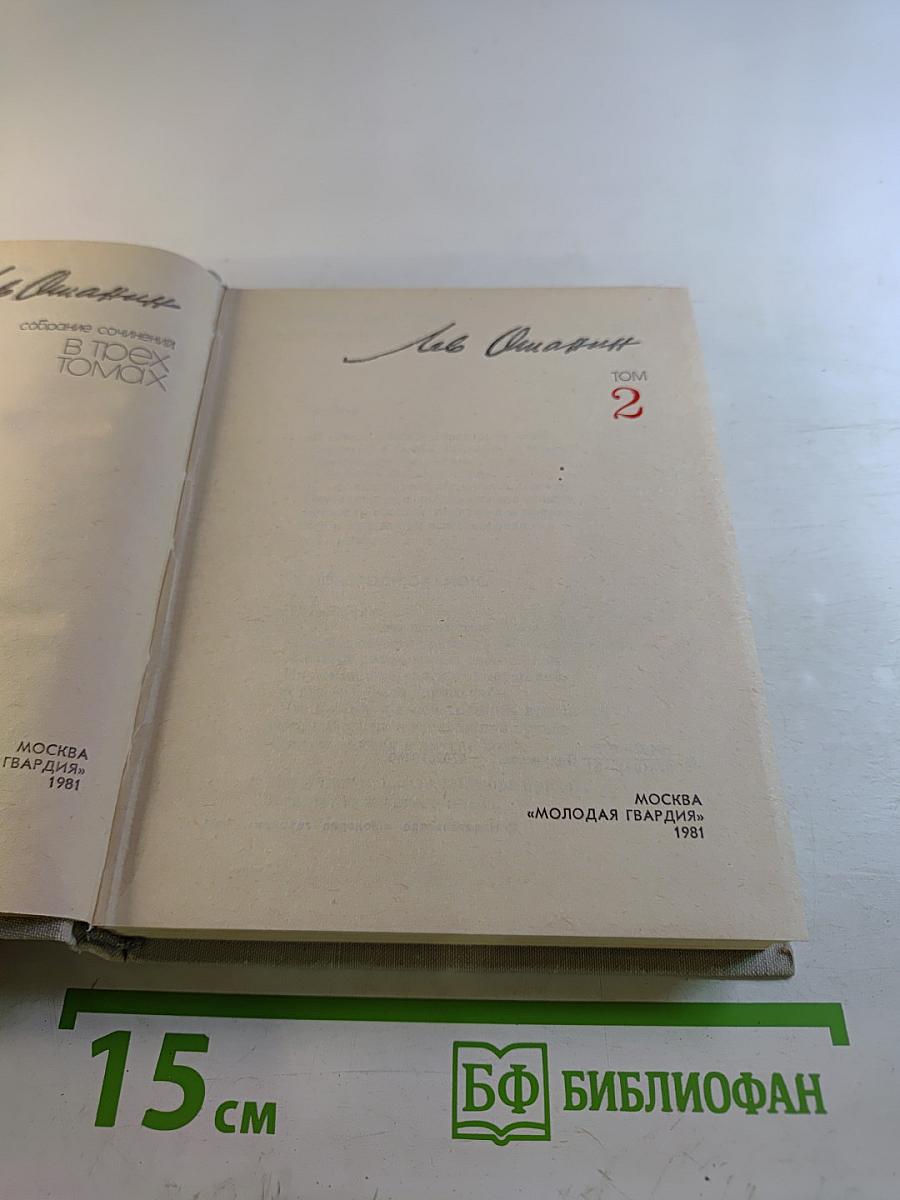 Лев Ошанин
собрание сочинений
в трех
томах
МОСКВА
ГВАРДИЯ»
1981
Лев Ошанин
том
2
МОСКВА
«МОЛОДАЯ ГВАРДИЯ»
1981
15 см
БФ БИБЛИОФАН